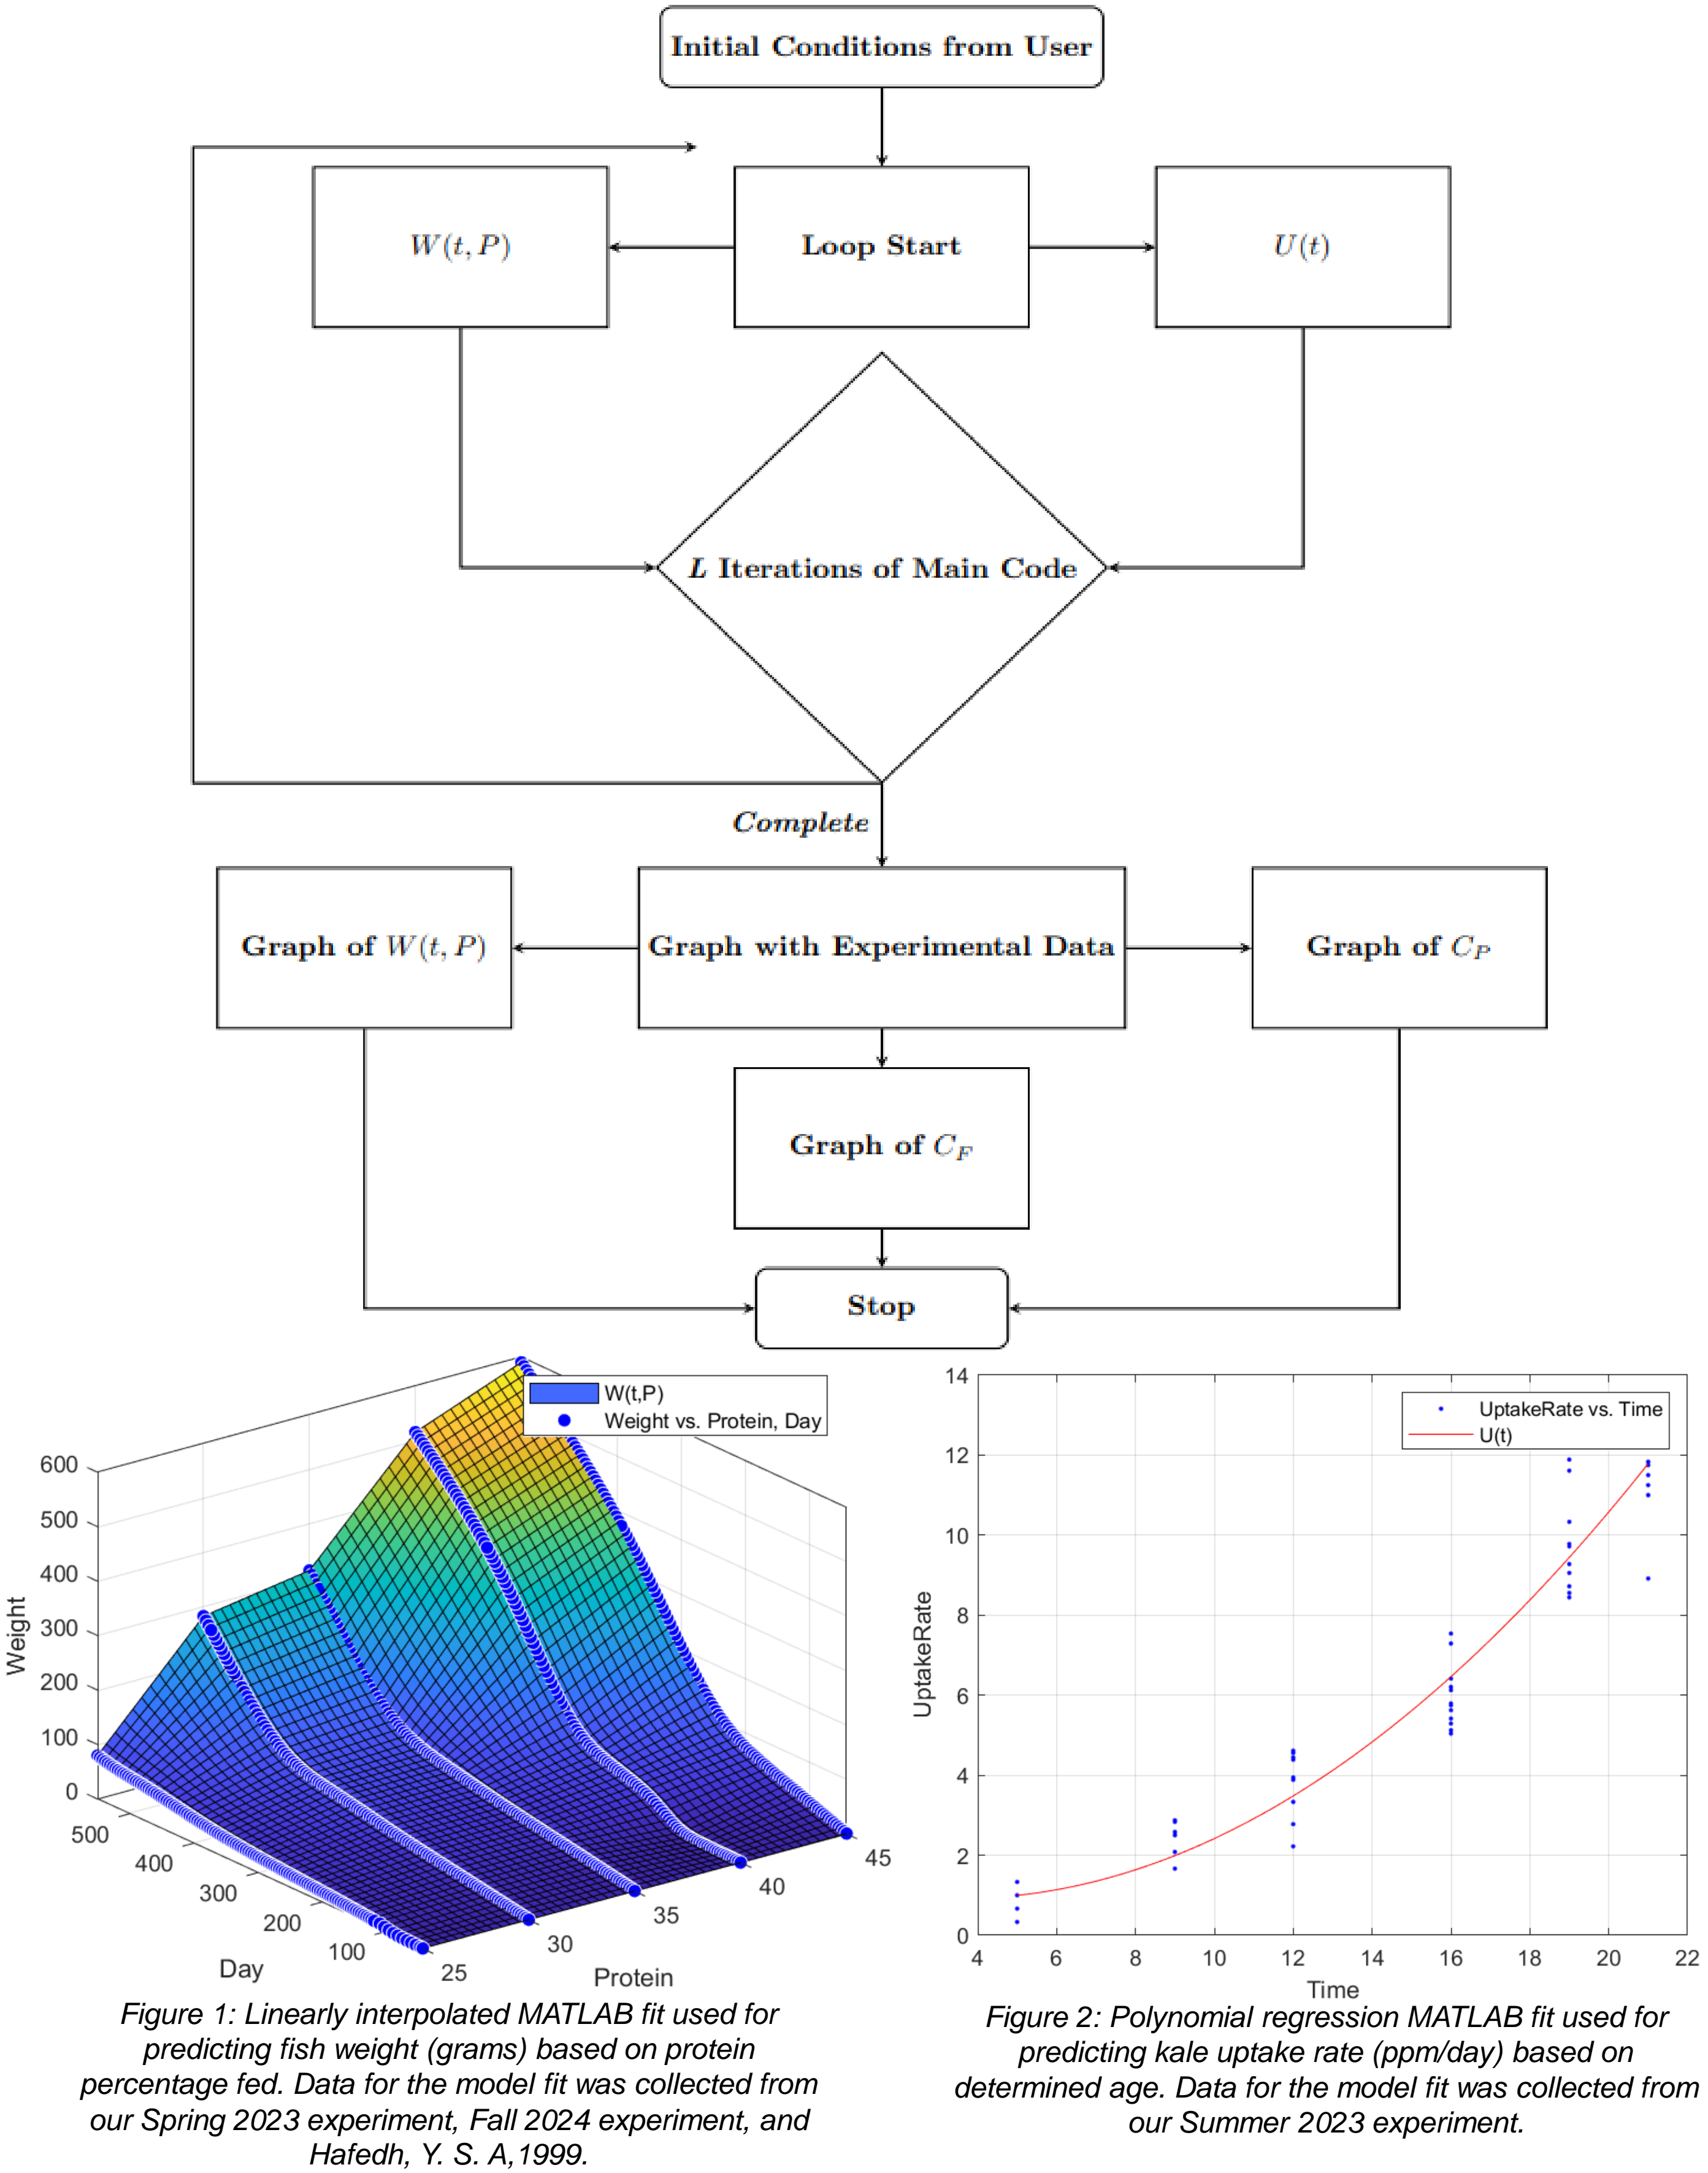 Initial Conditions from User
W(t, P)
Loop Start
U(t)
L Iterations of Main Code
Complete
Graph of W(t, P)
Graph with Experimental Data
Graph of C_P
Graph of C_F
Stop
W(t,P)
Weight vs. Protein, Day
600
500
400
300
200
100
0
Weight
500
400
300
200
100
Day
25
30
35
40
45
Protein
14
12
10
8
6
4
2
0
UptakeRate
UptakeRate vs. Time
U(t)
4
6
8
10
12
14
16
18
20
22
Time
Figure 1: Linearly interpolated MATLAB fit used for
predicting fish weight (grams) based on protein
percentage fed. Data for the model fit was collected from
our Spring 2023 experiment, Fall 2024 experiment, and
Hafedh, Y. S. A,1999.
Figure 2: Polynomial regression MATLAB fit used for
predicting kale uptake rate (ppm/day) based on
determined age. Data for the model fit was collected from
our Summer 2023 experiment.